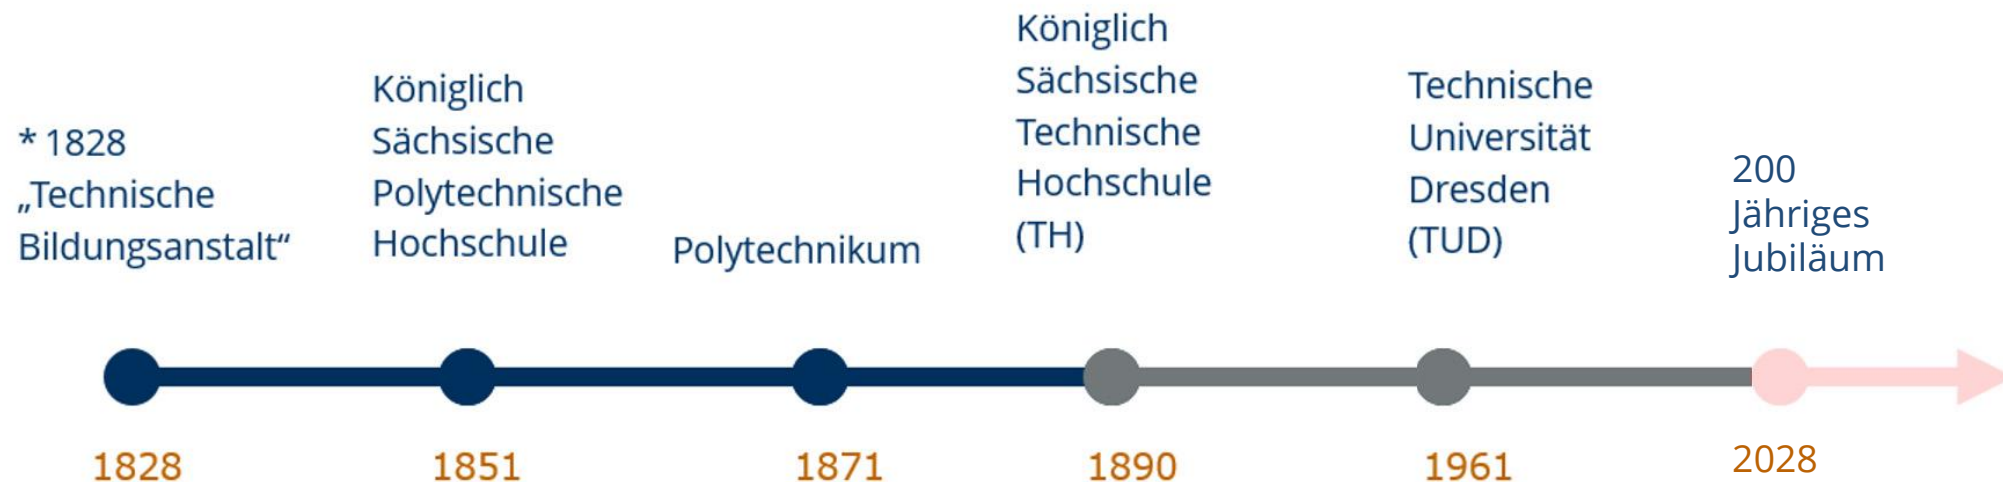 * 1828
„Technische
Bildungsanstalt“
Königlich
Sächsische
Polytechnische
Hochschule
Polytechnikum
Königlich
Sächsische
Technische
Hochschule
(TH)
Technische
Universität
Dresden
(TUD)
200
Jähriges
Jubiläum
1828
1851
1871
1890
1961
2028